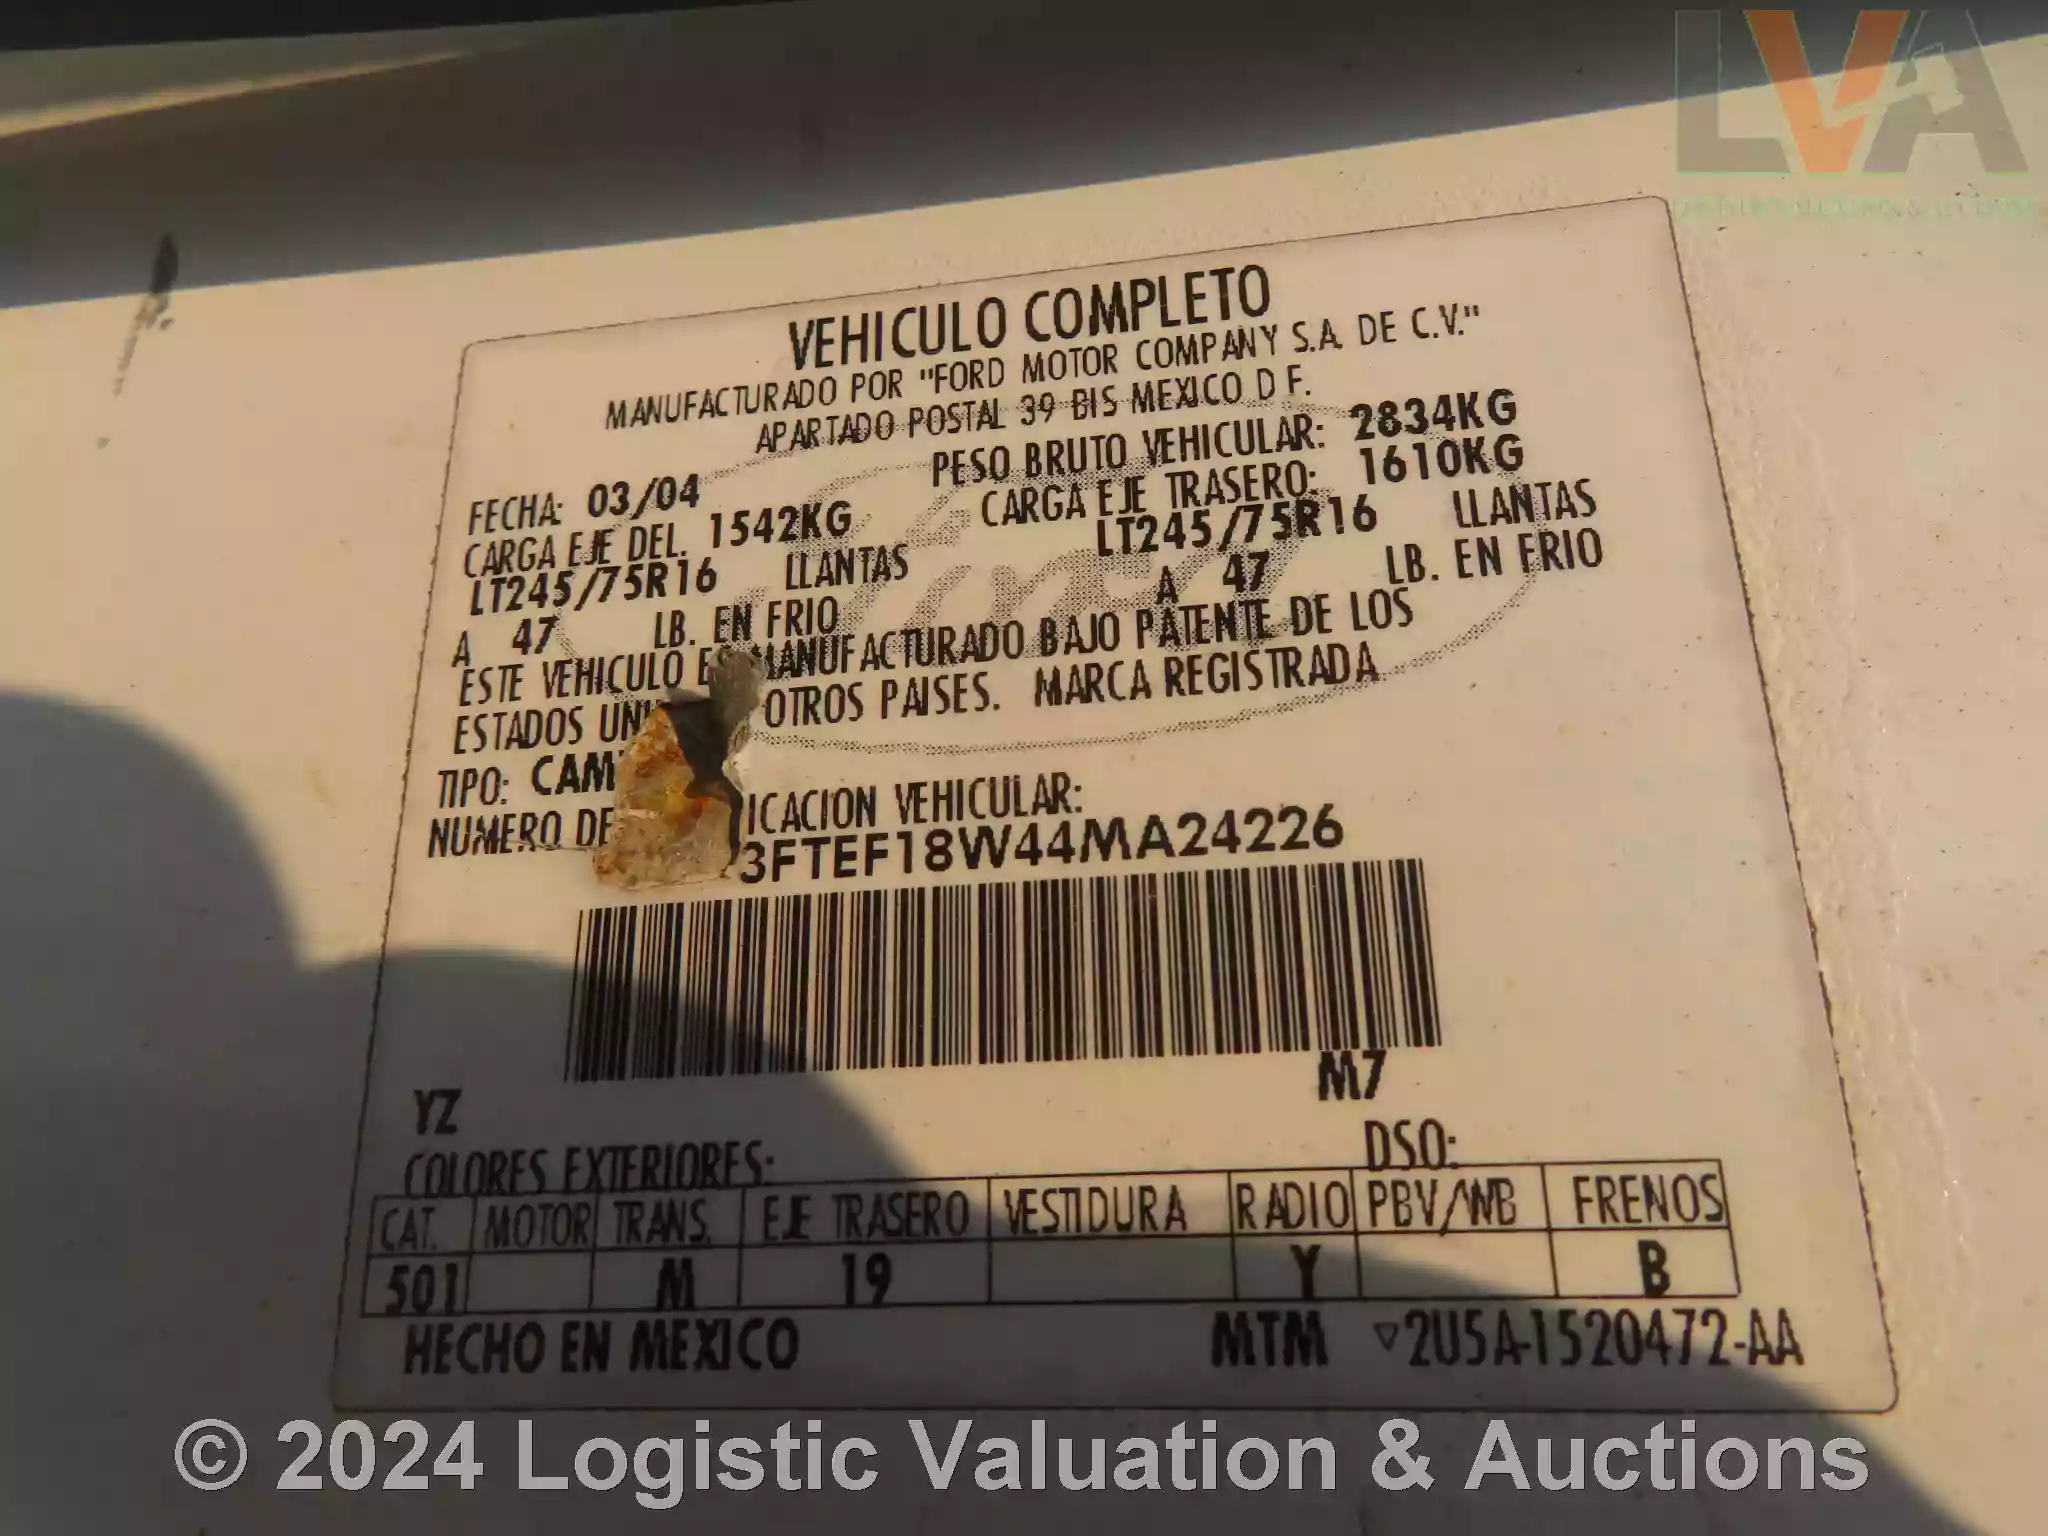 LVA
VEHICULO COMPLETO
MANUFACTURADO POR "FORD MOTOR COMPANY S.A. DE C.V."
APARTADO POSTAL 39 BIS MEXICO D F.
FECHA: 03/04 PESO BRUTO VEHICULAR: 2834KG
CARGA EJE DEL. 1542KG CARGA EJE TRASERO: 1610KG
LT245/75R16 LLANTAS LT245/75R16 LLANTAS
A 47 LB. EN FRIO A 47 LB. EN FRIO
ESTE VEHICULO MANUFACTURADO BAJO PATENTE DE LOS
ESTADOS OTROS PAISES. MARCA REGISTRADA
TIPO:
NUMERO DE VEHICULAR:
3FTEF18W44MA24226
M7
YZ
DSO:
COLORES EXTERIORES:
CAT. MOTOR TRANS. EJE TRASERO VESTIDURA RADIO PBV/WB FRENOS
501 M 19 Y B
HECHO EN MEXICO MTM ▽2U5A-1520472-AA
© 2024 Logistic Valuation & Auctions